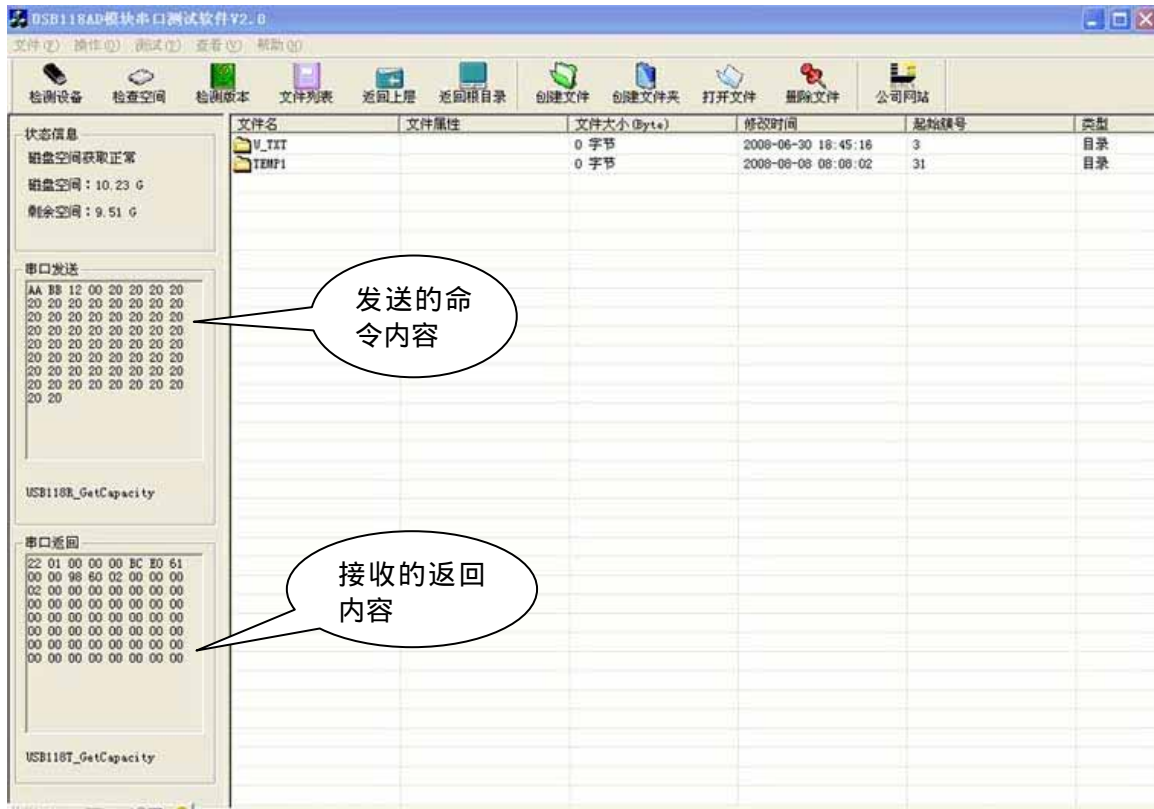 USB118AD模块串口测试软件V2.0
文件(F) 操作(O) 测试(T) 查看(V) 帮助(H)
检测设备 检查空间 检测版本 文件列表 返回上层 返回根目录 创建文件 创建文件夹 打开文件 删除文件 公司网站
状态信息
磁盘空间获取正常
磁盘空间：10.23 G
剩余空间：9.51 G
文件名 文件属性 文件大小(Byte) 修改时间 起始簇号 类型
V_TXT 0 字节 2008-06-30 18:45:16 3 目录
TEMP1 0 字节 2008-08-08 08:08:02 31 目录
串口发送
AA BB 12 00 20 20 20 20
20 20 20 20 20 20 20 20
20 20 20 20 20 20 20 20
20 20 20 20 20 20 20 20
20 20 20 20 20 20 20 20
20 20 20 20 20 20 20 20
20 20 20 20 20 20 20 20
20 20 20 20 20 20 20 20
20 20
USB118R_GetCapacity
发送的命
令内容
串口返回
22 01 00 00 00 BC E0 61
00 00 98 60 02 00 00 00
02 00 00 00 00 00 00 00
00 00 00 00 00 00 00 00
00 00 00 00 00 00 00 00
00 00 00 00 00 00 00 00
00 00 00 00 00 00 00 00
00 00 00 00 00 00 00 00
USB118T_GetCapacity
接收的返回
内容